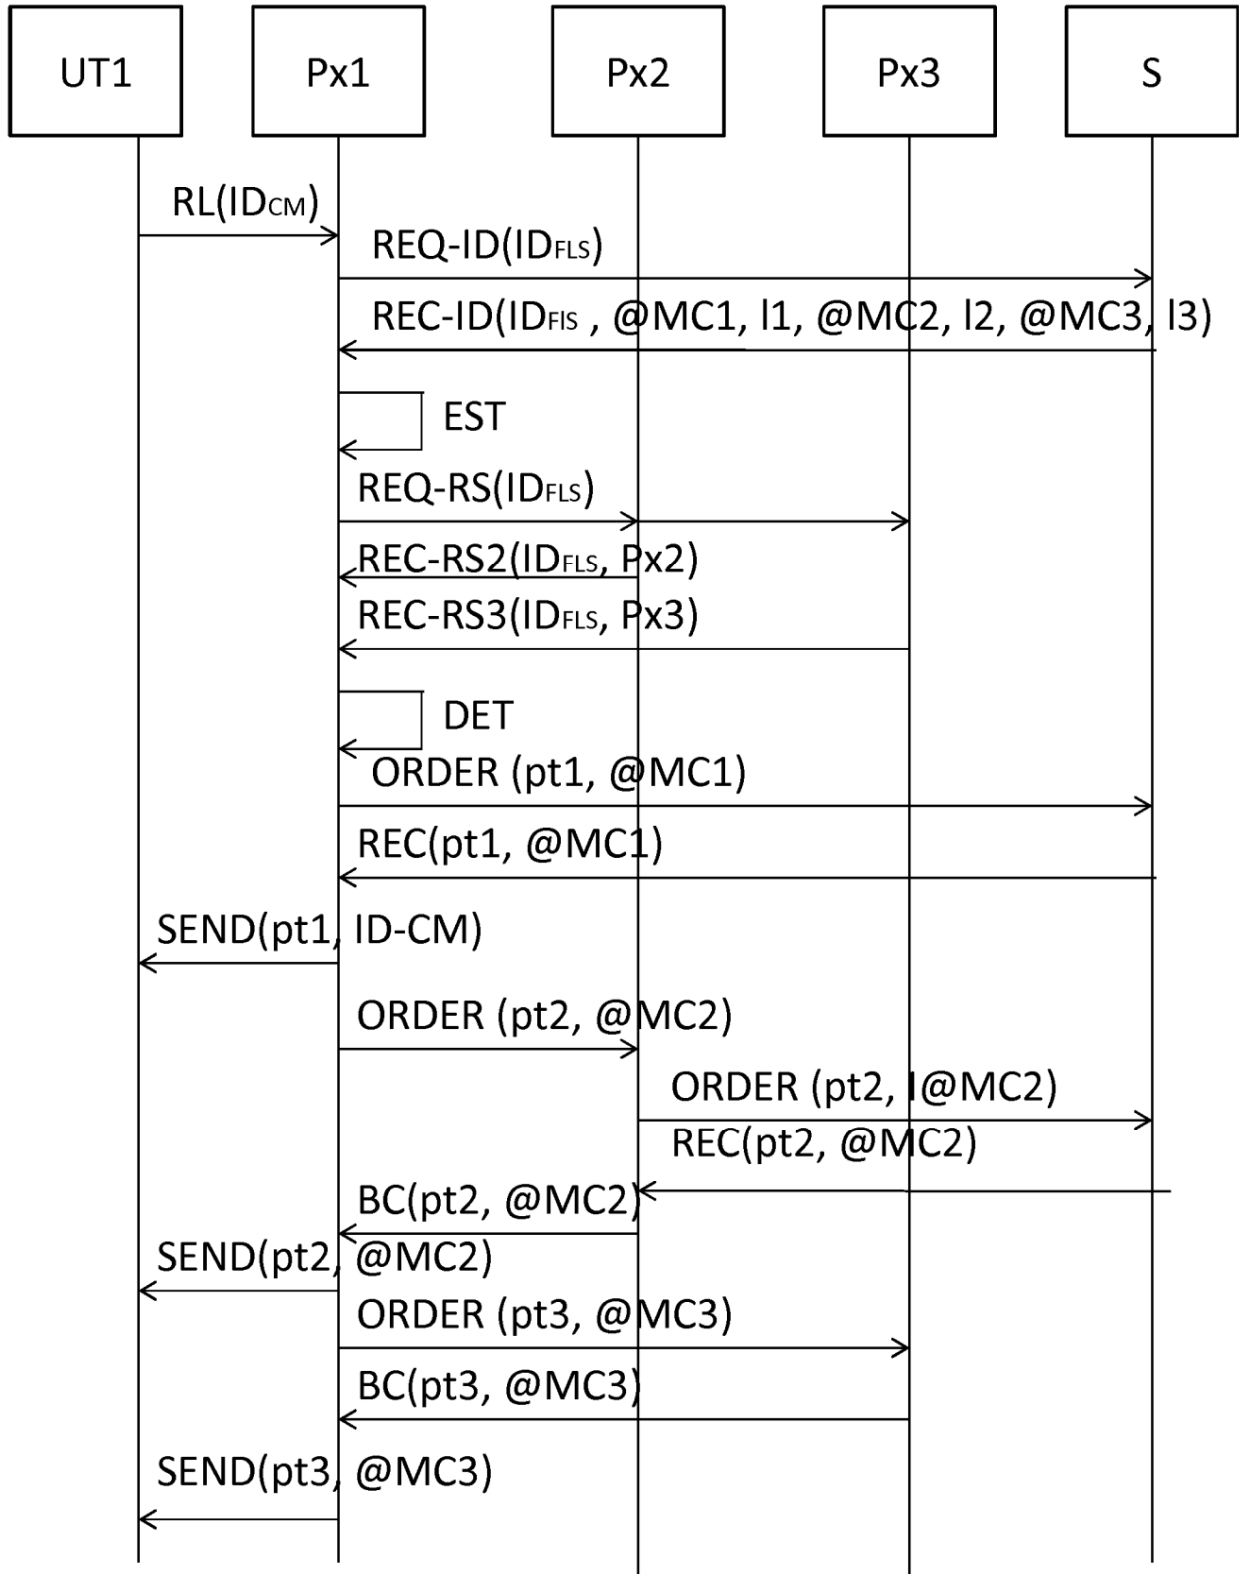 UT1 Px1 Px2 Px3 S
RL(IDCM)
REQ-ID(IDFLS)
REC-ID(IDFlS , @MC1, l1, @MC2, l2, @MC3, l3)
EST
REQ-RS(IDFLS)
REC-RS2(IDFLS, Px2)
REC-RS3(IDFLS, Px3)
DET
ORDER (pt1, @MC1)
REC(pt1, @MC1)
SEND(pt1, ID-CM)
ORDER (pt2, @MC2)
ORDER (pt2, l@MC2)
REC(pt2, @MC2)
BC(pt2, @MC2)
SEND(pt2, @MC2)
ORDER (pt3, @MC3)
BC(pt3, @MC3)
SEND(pt3, @MC3)